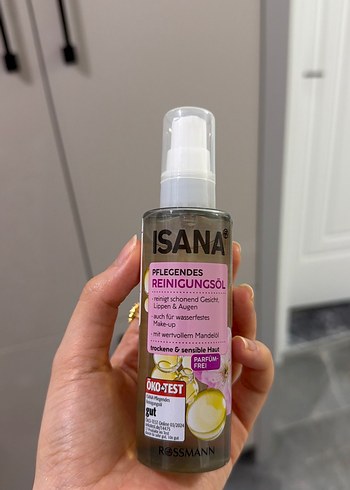 ISANA®
PFLEGENDES
REINIGUNGSÖL
· reinigt schonend Gesicht,
Lippen & Augen
· auch für wasserfestes
Make-up
· mit wertvollem Mandelöl
trockene & sensible Haut
PARFÜM-
FREI
ÖKO-TEST
gut
ROSSMANN